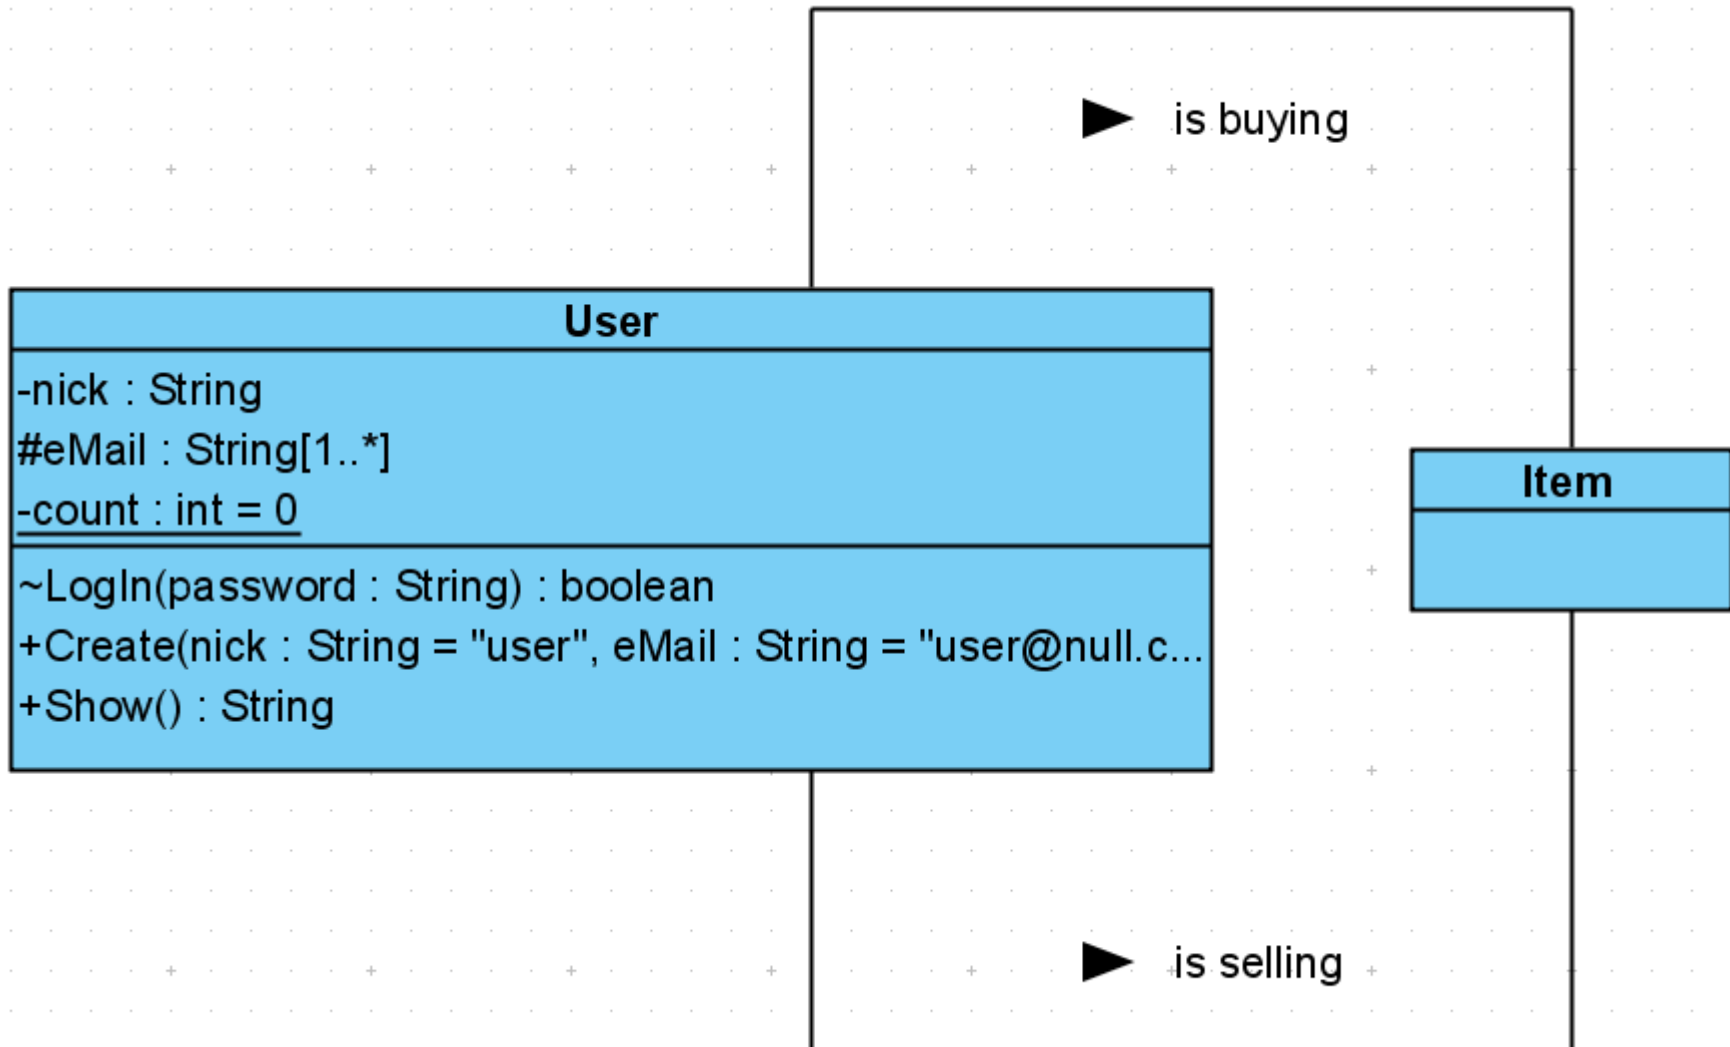 is buying
User
-nick : String
#eMail : String[1..*]
-count : int = 0
Item
~LogIn(password : String) : boolean
+Create(nick : String = "user", eMail : String = "user@null.c...
+Show() : String
is selling